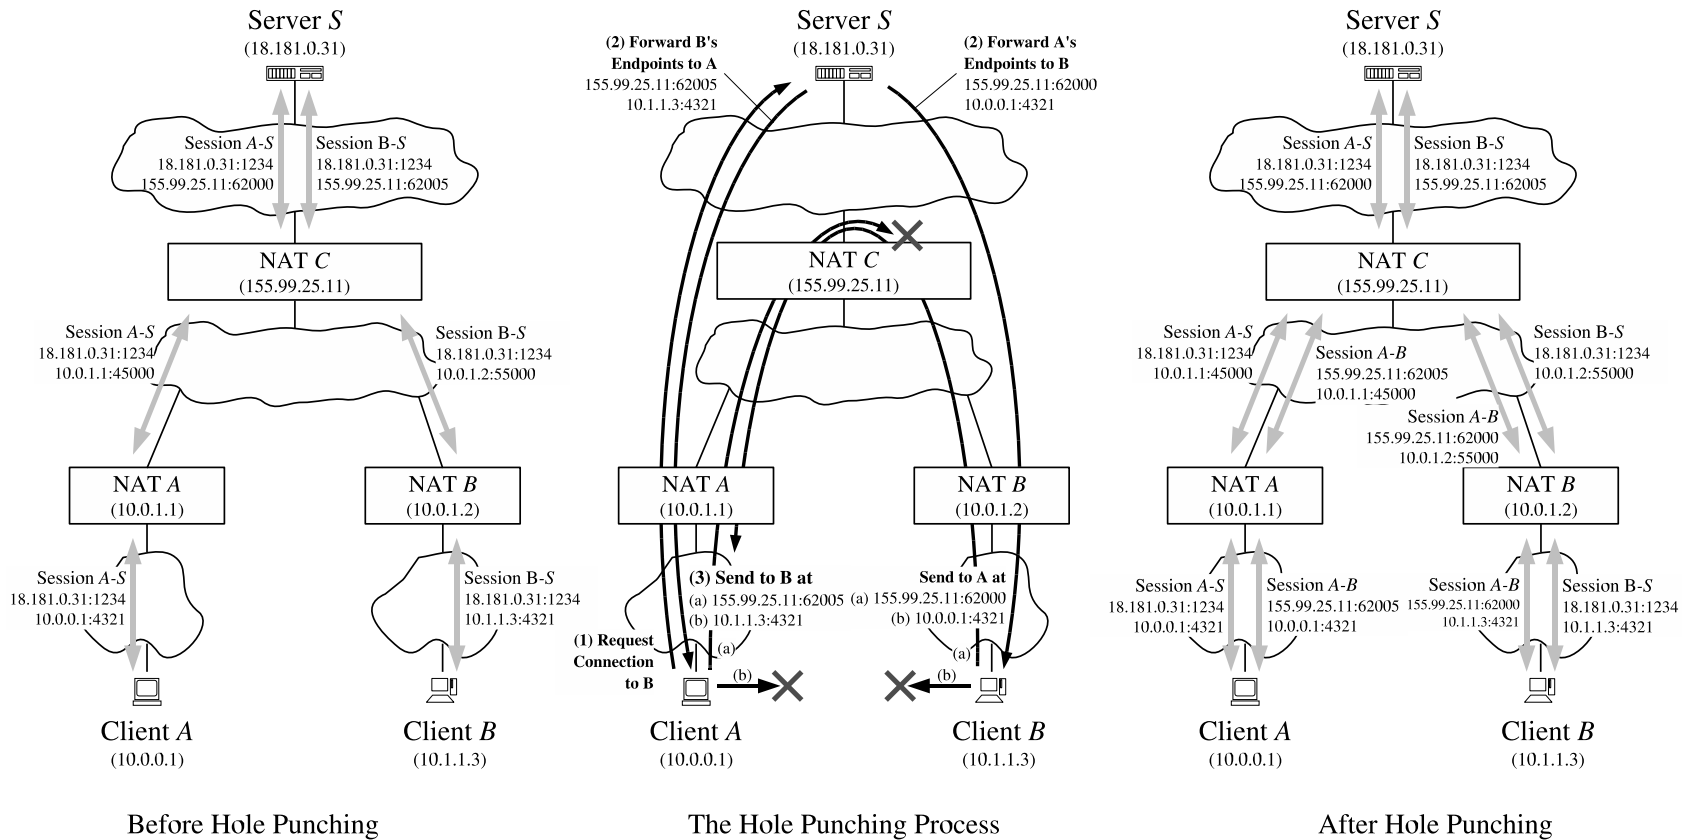 Server S
(18.181.0.31)
Session A-S
18.181.0.31:1234
155.99.25.11:62000
Session B-S
18.181.0.31:1234
155.99.25.11:62005
NAT C
(155.99.25.11)
Session A-S
18.181.0.31:1234
10.0.1.1:45000
Session B-S
18.181.0.31:1234
10.0.1.2:55000
NAT A
(10.0.1.1)
NAT B
(10.0.1.2)
Session A-S
18.181.0.31:1234
10.0.0.1:4321
Session B-S
18.181.0.31:1234
10.1.1.3:4321
Client A
(10.0.0.1)
Client B
(10.1.1.3)
Before Hole Punching
Server S
(18.181.0.31)
(2) Forward B's
Endpoints to A
155.99.25.11:62005
10.1.1.3:4321
(2) Forward A's
Endpoints to B
155.99.25.11:62000
10.0.0.1:4321
NAT C
(155.99.25.11)
NAT A
(10.0.1.1)
NAT B
(10.0.1.2)
(3) Send to B at
(a) 155.99.25.11:62005
(b) 10.1.1.3:4321
Send to A at
(a) 155.99.25.11:62000
(b) 10.0.0.1:4321
(1) Request
Connection
to B
(a)
(b)
(a)
(b)
Client A
(10.0.0.1)
Client B
(10.1.1.3)
The Hole Punching Process
Server S
(18.181.0.31)
Session A-S
18.181.0.31:1234
155.99.25.11:62000
Session B-S
18.181.0.31:1234
155.99.25.11:62005
NAT C
(155.99.25.11)
Session A-S
18.181.0.31:1234
10.0.1.1:45000
Session A-B
155.99.25.11:62005
10.0.1.1:45000
Session A-B
155.99.25.11:62000
10.0.1.2:55000
Session B-S
18.181.0.31:1234
10.0.1.2:55000
NAT A
(10.0.1.1)
NAT B
(10.0.1.2)
Session A-S
18.181.0.31:1234
10.0.0.1:4321
Session A-B
155.99.25.11:62005
10.0.0.1:4321
Session A-B
155.99.25.11:62000
10.1.1.3:4321
Session B-S
18.181.0.31:1234
10.1.1.3:4321
Client A
(10.0.0.1)
Client B
(10.1.1.3)
After Hole Punching